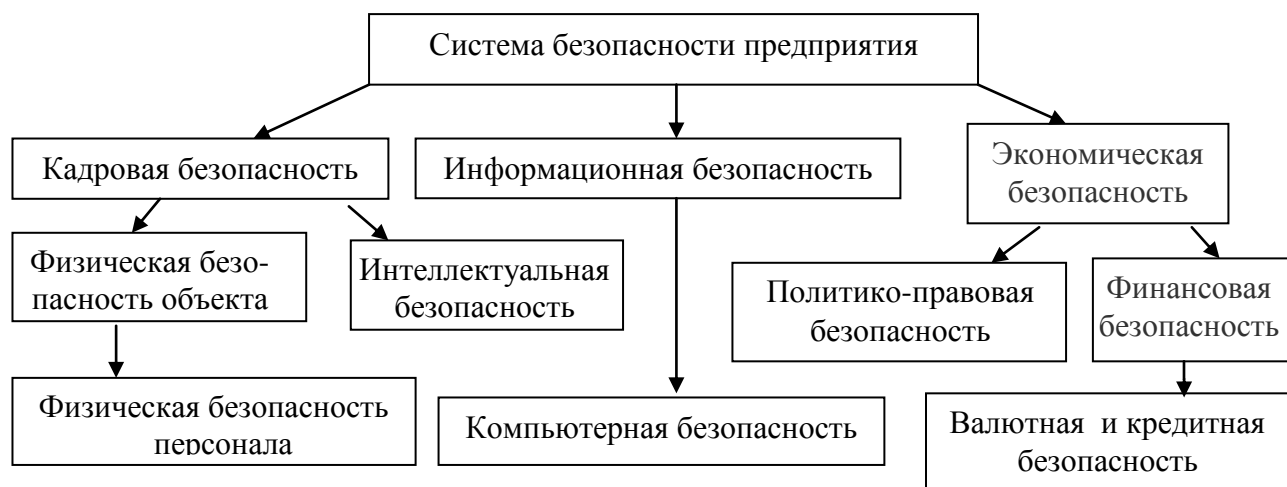 Система безопасности предприятия
Кадровая безопасность
Информационная безопасность
Экономическая
безопасность
Физическая безо-
пасность объекта
Интеллектуальная
безопасность
Политико-правовая
безопасность
Финансовая
безопасность
Физическая безопасность
персонала
Компьютерная безопасность
Валютная и кредитная
безопасность